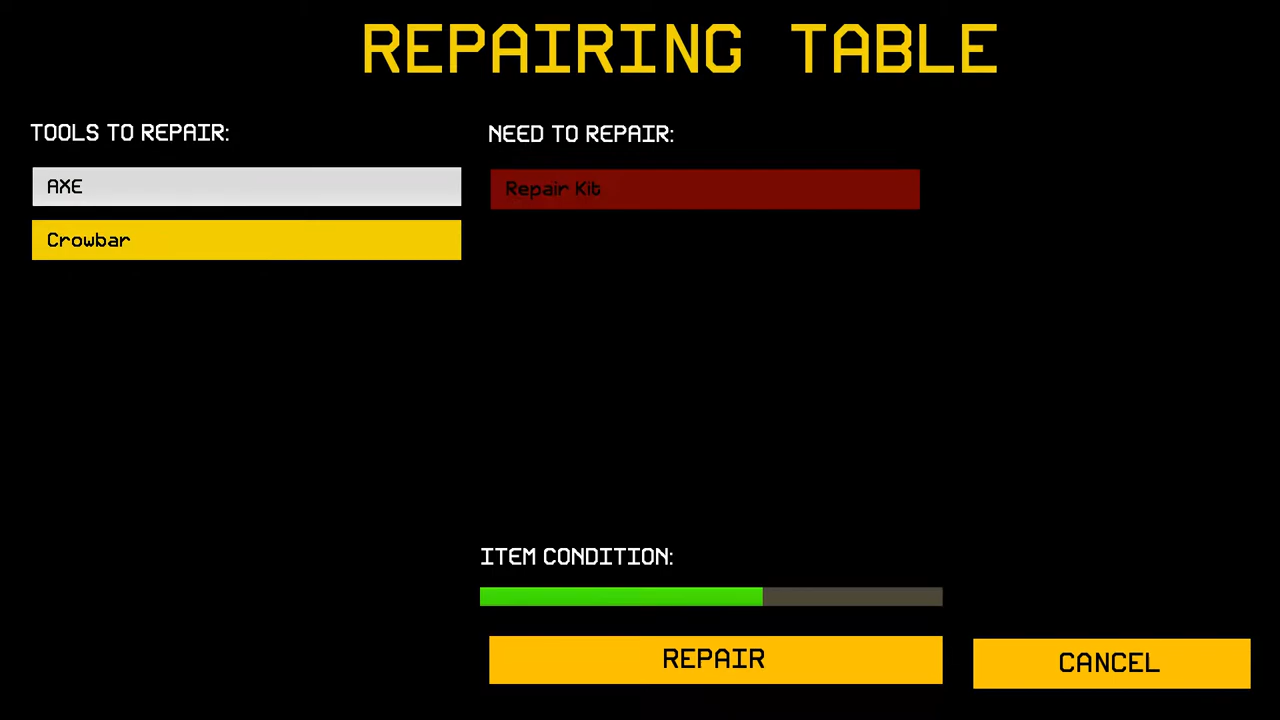 REPAIRING TABLE
TOOLS TO REPAIR:
AXE
Crowbar
NEED TO REPAIR:
Repair Kit
ITEM CONDITION:
REPAIR
CANCEL